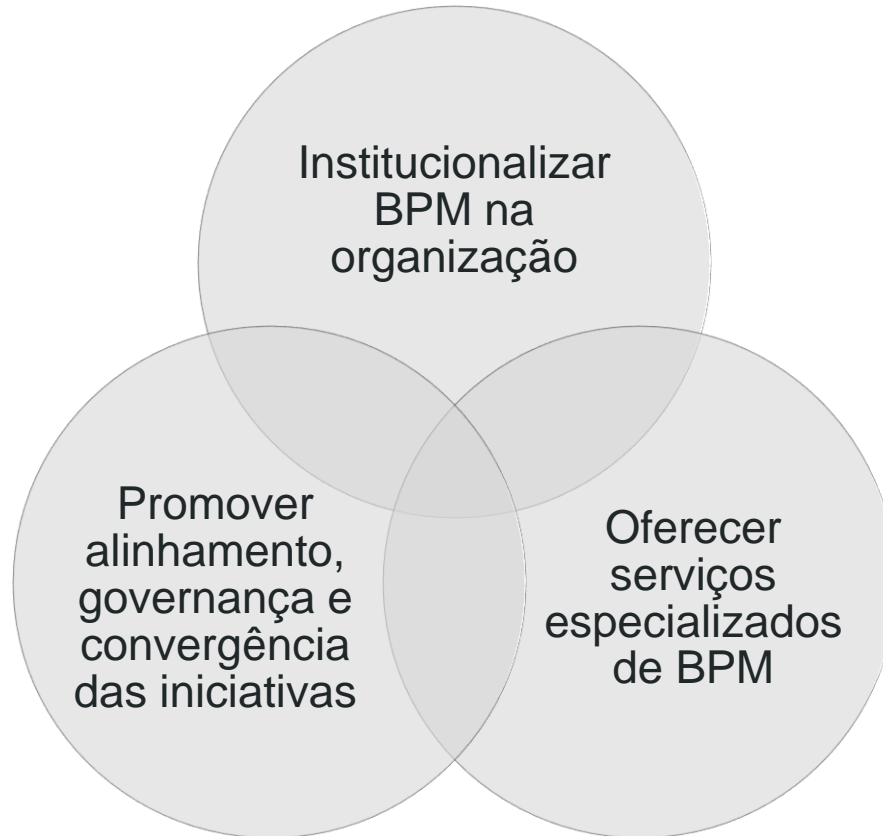 Institucionalizar
BPM na
organização
Promover
alinhamento,
governança e
convergência
das iniciativas
Oferecer
serviços
especializados
de BPM